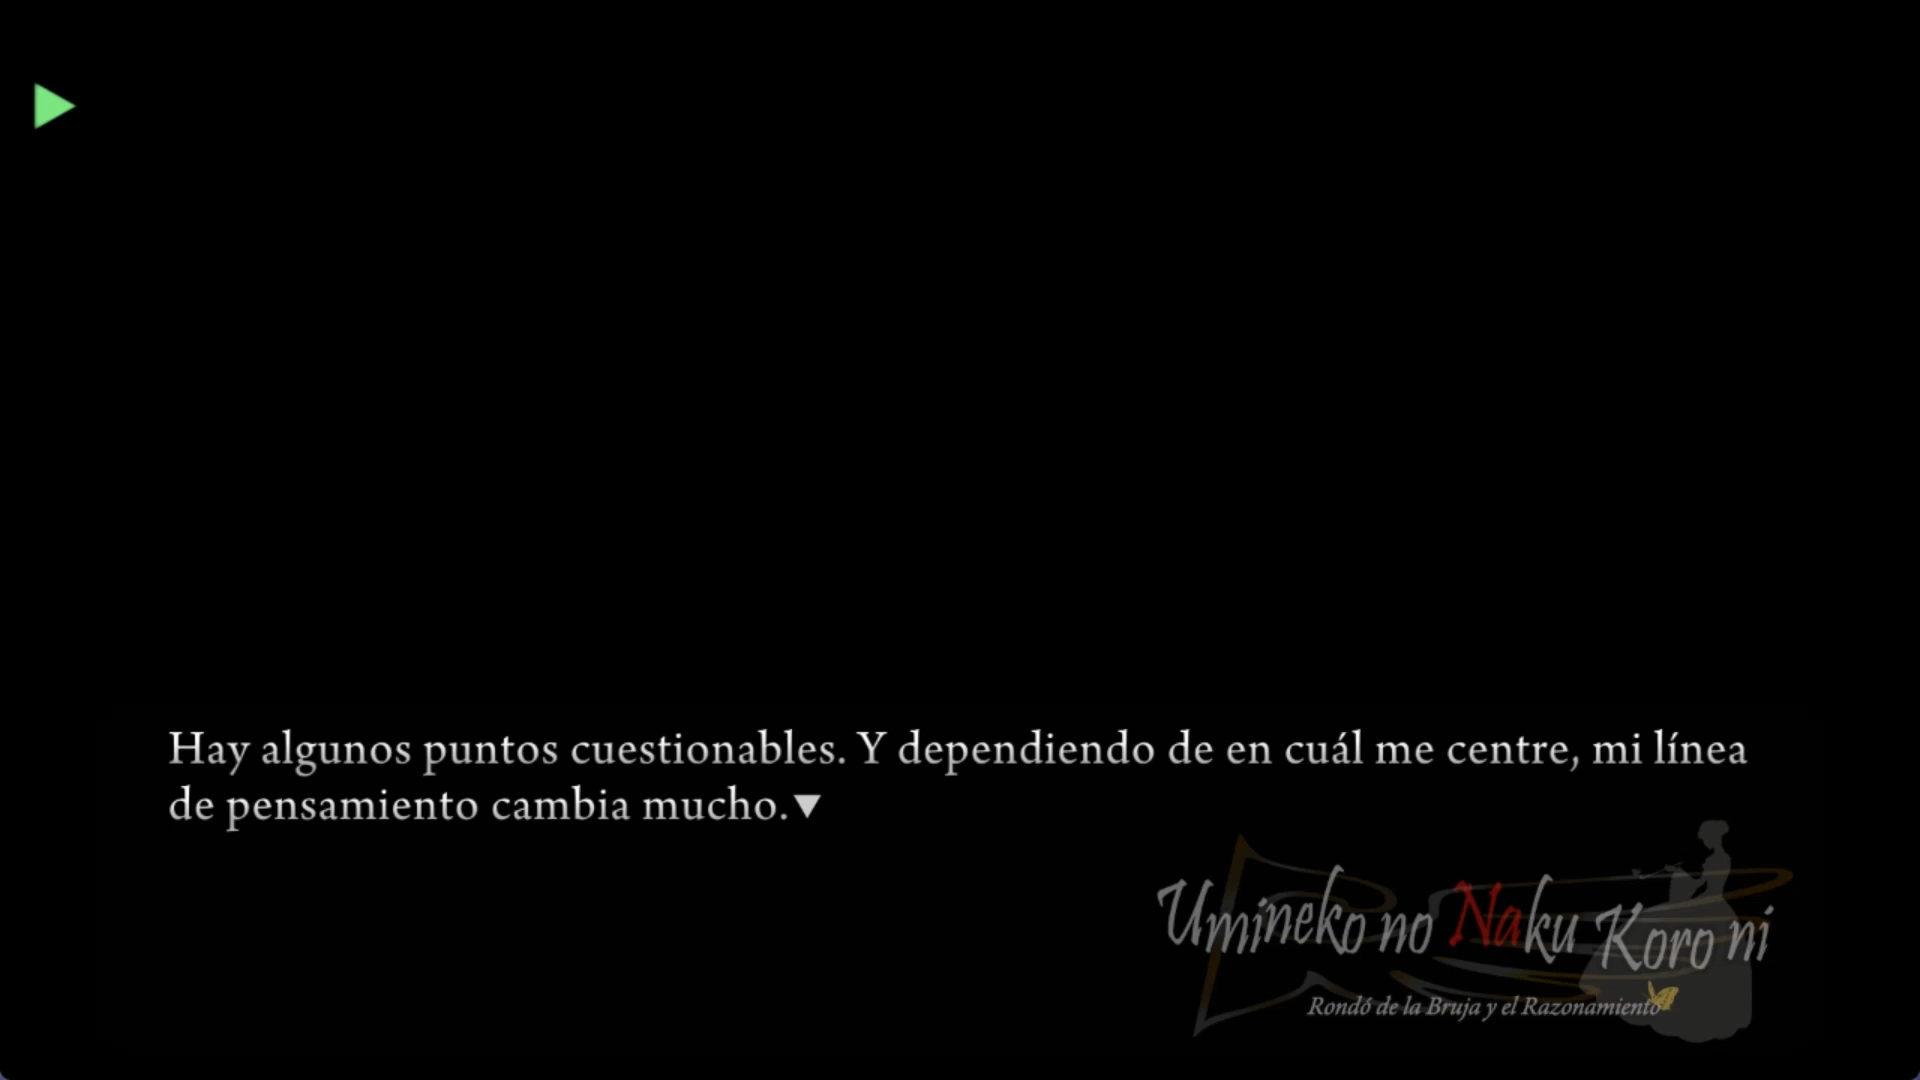 Hay algunos puntos cuestionables. Y dependiendo de en cuál me centre, mi línea
de pensamiento cambia mucho.
Umineko no Naku Koro ni
Rondó de la Bruja y el Razonamiento